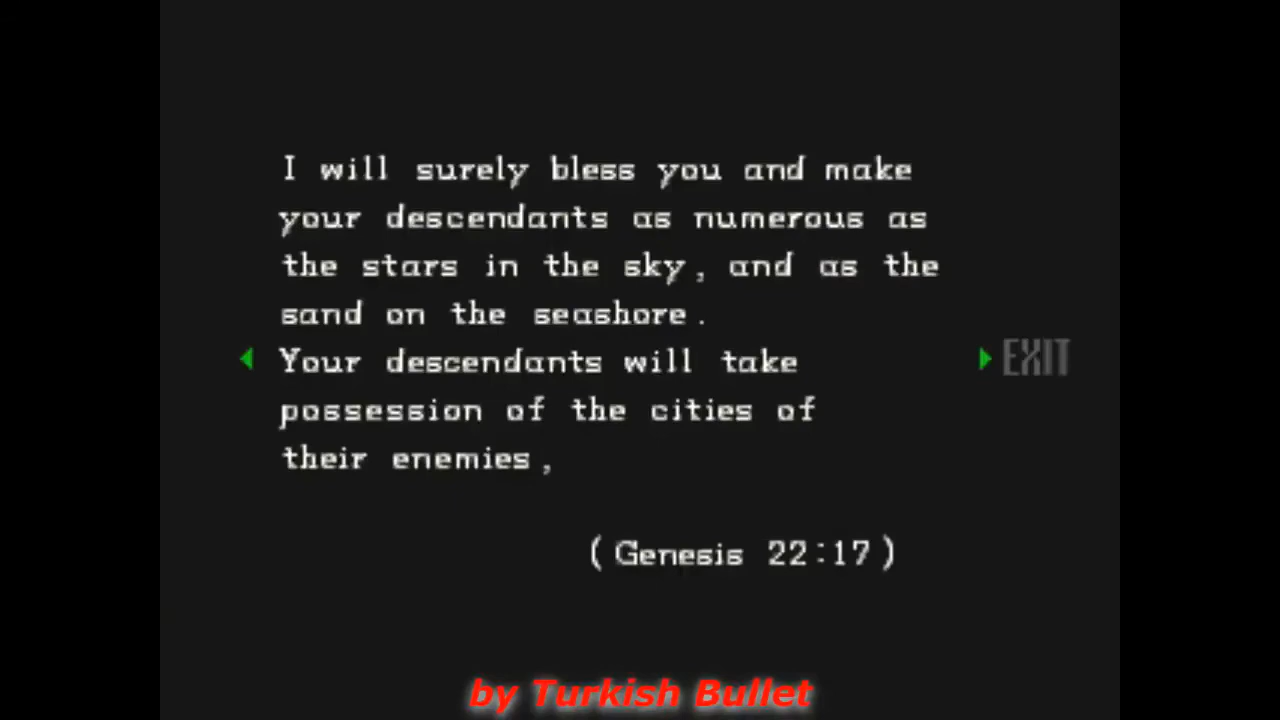 I will surely bless you and make
your descendants as numerous as
the stars in the sky, and as the
sand on the seashore.
Your descendants will take
possession of the cities of
their enemies,
EXIT
(Genesis 22:17)
by Turkish Bullet